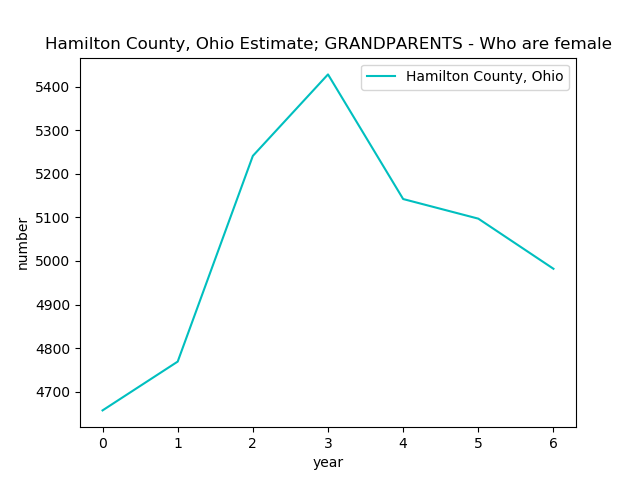 Hamilton County, Ohio Estimate; GRANDPARENTS - Who are female
Hamilton County, Ohio
5400
5300
5200
5100
5000
4900
4800
4700
number
0 1 2 3 4 5 6
year